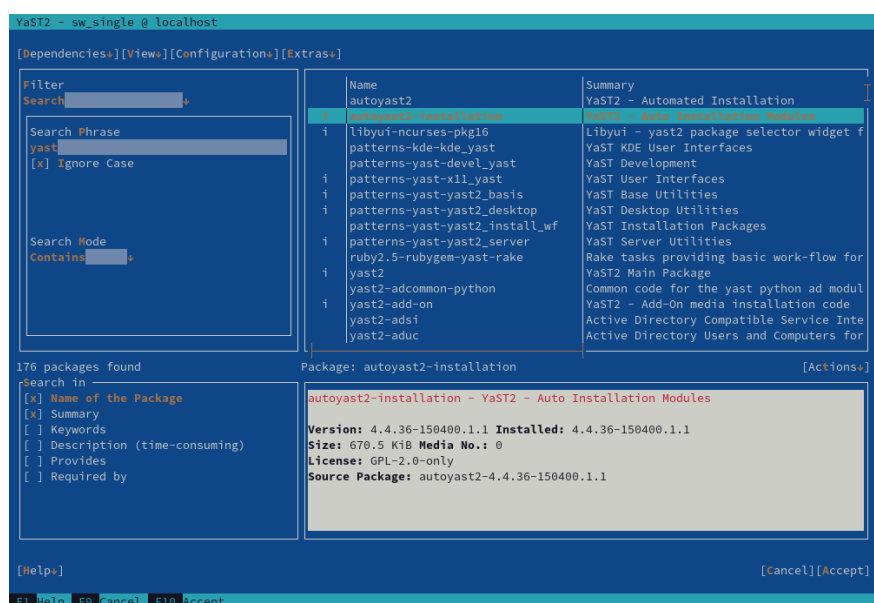 YaST2 - sw_single @ localhost
[Dependencies↓][View↓][Configuration↓][Extras↓]
Filter
Search ↓
Search Phrase
yast
[x] Ignore Case
Search Mode
Contains ↓
Name Summary
autoyast2 YaST2 - Automated Installation
i autoyast2-installation YaST2 - Auto Installation Modules
i libyui-ncurses-pkg16 Libyui - yast2 package selector widget f
patterns-kde-kde_yast YaST KDE User Interfaces
patterns-yast-devel_yast YaST Development
i patterns-yast-x11_yast YaST User Interfaces
i patterns-yast-yast2_basis YaST Base Utilities
i patterns-yast-yast2_desktop YaST Desktop Utilities
patterns-yast-yast2_install_wf YaST Installation Packages
i patterns-yast-yast2_server YaST Server Utilities
ruby2.5-rubygem-yast-rake Rake tasks providing basic work-flow for
i yast2 YaST2 Main Package
yast2-adcommon-python Common code for the yast python ad modul
i yast2-add-on YaST2 - Add-On media installation code
yast2-adsi Active Directory Compatible Service Inte
yast2-aduc Active Directory Users and Computers for
176 packages found
Package: autoyast2-installation [Actions↓]
Search in
[x] Name of the Package
[x] Summary
[ ] Keywords
[ ] Description (time-consuming)
[ ] Provides
[ ] Required by
autoyast2-installation - YaST2 - Auto Installation Modules
Version: 4.4.36-150400.1.1 Installed: 4.4.36-150400.1.1
Size: 670.5 KiB Media No.: 0
License: GPL-2.0-only
Source Package: autoyast2-4.4.36-150400.1.1
[Help↓] [Cancel][Accept]
F1 Help F9 Cancel F10 Accept